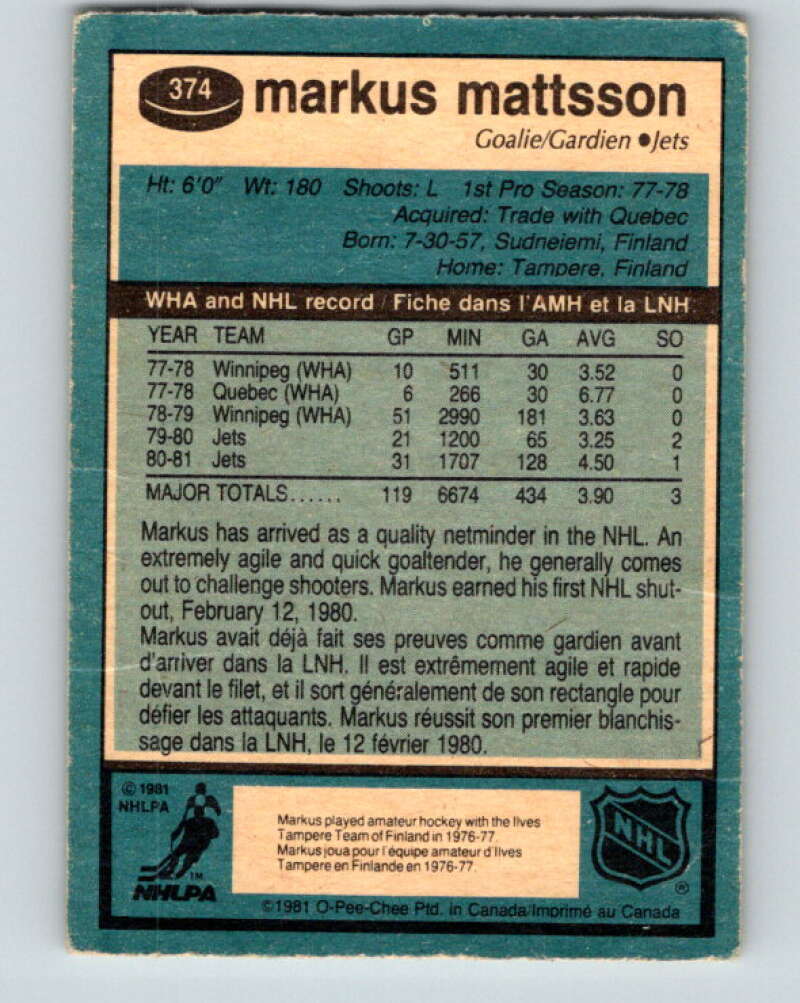 374 markus mattsson
Goalie/Gardien ●Jets
Ht: 6'0" Wt: 180 Shoots: L 1st Pro Season: 77-78
Acquired: Trade with Quebec
Born: 7-30-57, Sudneiemi, Finland
Home: Tampere, Finland
WHA and NHL record / Fiche dans l'AMH et la LNH
YEAR TEAM GP MIN GA AVG SO
77-78 Winnipeg (WHA) 10 511 30 3.52 0
77-78 Quebec (WHA) 6 266 30 6.77 0
78-79 Winnipeg (WHA) 51 2990 181 3.63 0
79-80 Jets 21 1200 65 3.25 2
80-81 Jets 31 1707 128 4.50 1
MAJOR TOTALS...... 119 6674 434 3.90 3
Markus has arrived as a quality netminder in the NHL. An
extremely agile and quick goaltender, he generally comes
out to challenge shooters. Markus earned his first NHL shut-
out, February 12, 1980.
Markus avait déjà fait ses preuves comme gardien avant
d'arriver dans la LNH. Il est extrêmement agile et rapide
devant le filet, et il sort généralement de son rectangle pour
défier les attaquants. Markus réussit son premier blanchis-
sage dans la LNH, le 12 février 1980.
© 1981
NHLPA
TM
NHLPA
Markus played amateur hockey with the Ilves
Tampere Team of Finland in 1976-77.
Markus joua pour l'équipe amateur d'Ilves
Tampere en Finlande en 1976-77.
NHL
®
©1981 O-Pee-Chee Ptd. in Canada/Imprimé au Canada